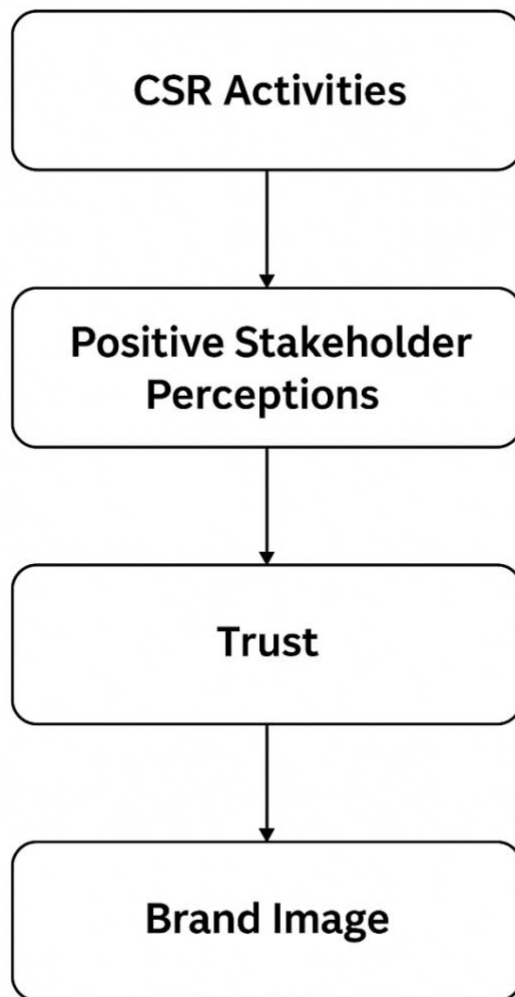 CSR Activities
Positive Stakeholder
Perceptions
Trust
Brand Image